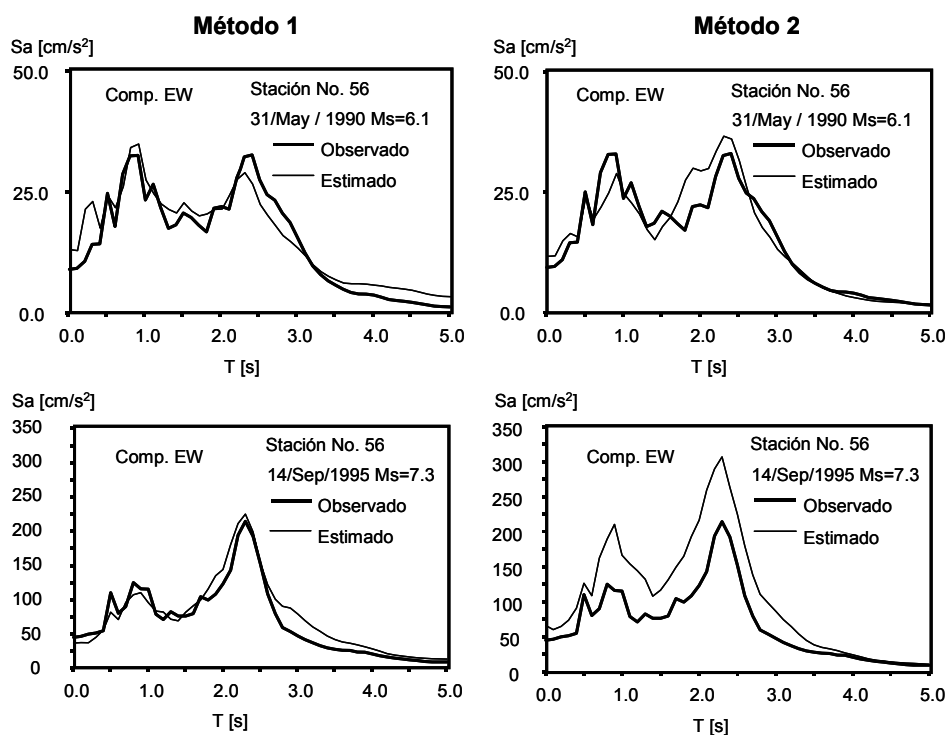 Método 1
Sa [cm/s²]
50.0
25.0
0.0
Comp. EW
Stación No. 56
31/May / 1990 Ms=6.1
Observado
Estimado
0.0 1.0 2.0 3.0 4.0 5.0
T [s]
Método 2
Sa [cm/s²]
50.0
25.0
0.0
Comp. EW
Stación No. 56
31/May / 1990 Ms=6.1
Observado
Estimado
0.0 1.0 2.0 3.0 4.0 5.0
T [s]
Sa [cm/s²]
350
300
250
200
150
100
50
0
Comp. EW
Stación No. 56
14/Sep/1995 Ms=7.3
Observado
Estimado
0.0 1.0 2.0 3.0 4.0 5.0
T [s]
Sa [cm/s²]
350
300
250
200
150
100
50
0
Comp. EW
Stación No. 56
14/Sep/1995 Ms=7.3
Observado
Estimado
0.0 1.0 2.0 3.0 4.0 5.0
T [s]